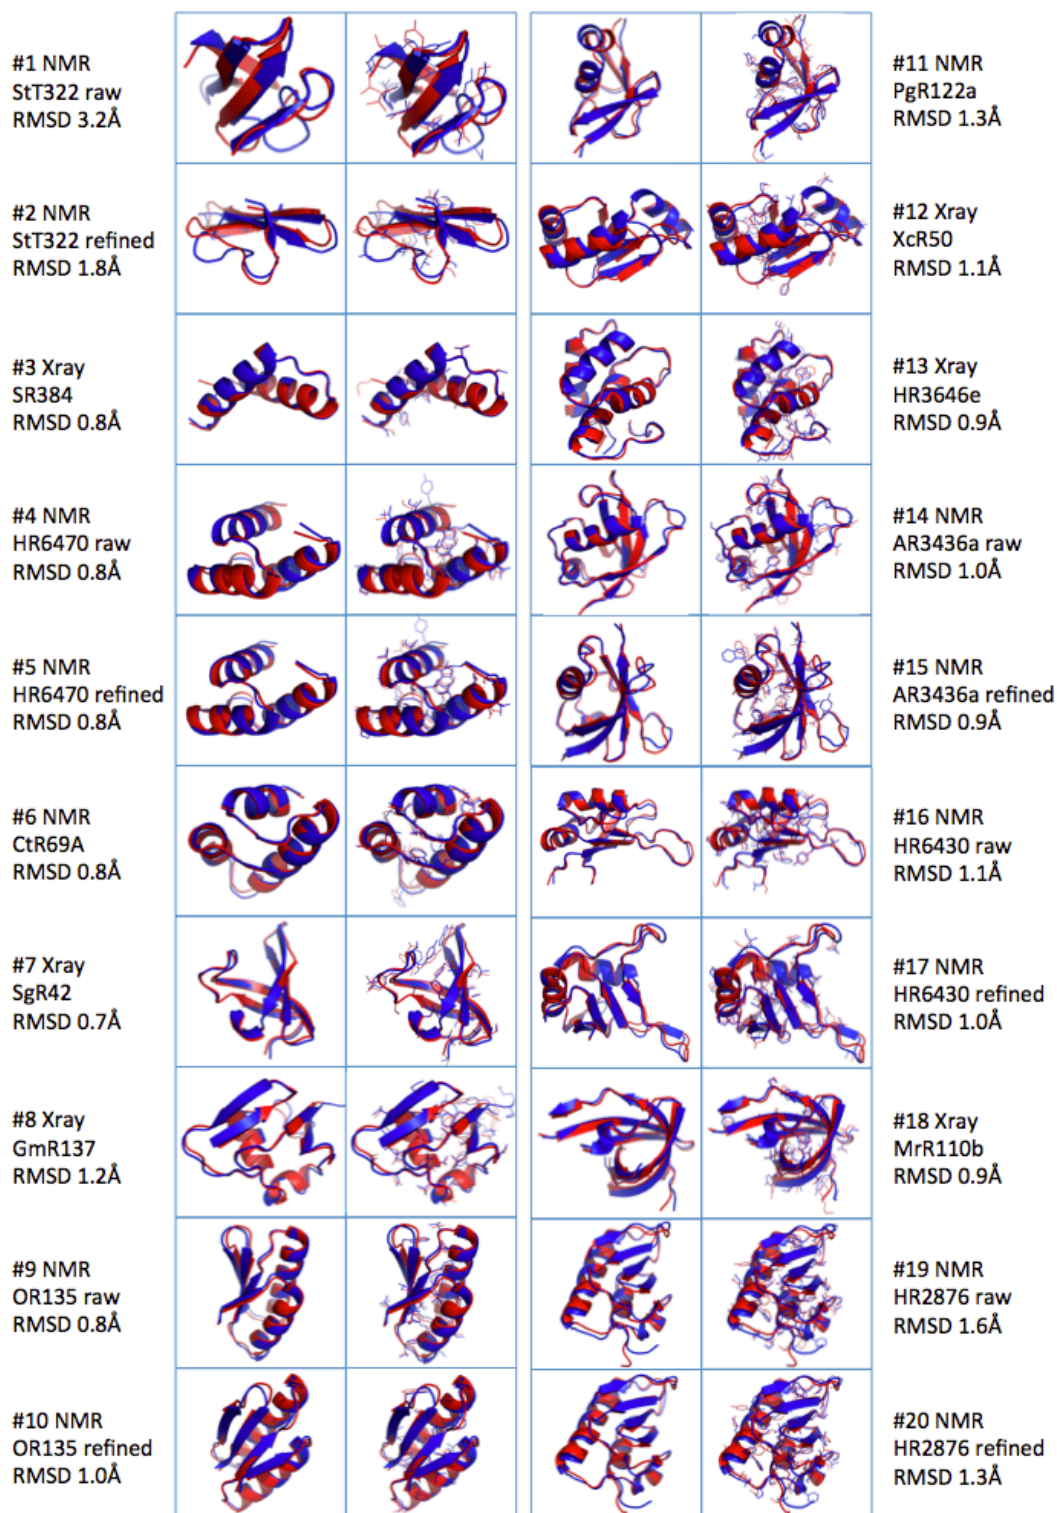 #1 NMR
StT322 raw
RMSD 3.2Å
#2 NMR
StT322 refined
RMSD 1.8Å
#3 Xray
SR384
RMSD 0.8Å
#4 NMR
HR6470 raw
RMSD 0.8Å
#5 NMR
HR6470 refined
RMSD 0.8Å
#6 NMR
CtR69A
RMSD 0.8Å
#7 Xray
SgR42
RMSD 0.7Å
#8 Xray
GmR137
RMSD 1.2Å
#9 NMR
OR135 raw
RMSD 0.8Å
#10 NMR
OR135 refined
RMSD 1.0Å
#11 NMR
PgR122a
RMSD 1.3Å
#12 Xray
XcR50
RMSD 1.1Å
#13 Xray
HR3646e
RMSD 0.9Å
#14 NMR
AR3436a raw
RMSD 1.0Å
#15 NMR
AR3436a refined
RMSD 0.9Å
#16 NMR
HR6430 raw
RMSD 1.1Å
#17 NMR
HR6430 refined
RMSD 1.0Å
#18 Xray
MrR110b
RMSD 0.9Å
#19 NMR
HR2876 raw
RMSD 1.6Å
#20 NMR
HR2876 refined
RMSD 1.3Å